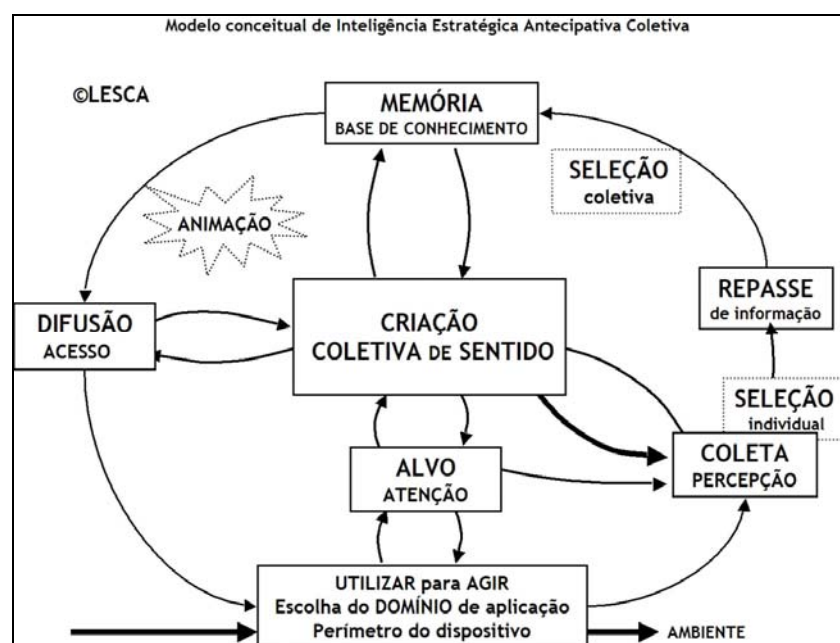 Modelo conceitual de Inteligência Estratégica Antecipativa Coletiva
©LESCA
MEMÓRIA
BASE DE CONHECIMENTO
SELEÇÃO
coletiva
ANIMAÇÃO
REPASSE
de informação
DIFUSÃO
ACESSO
CRIAÇÃO
COLETIVA DE SENTIDO
SELEÇÃO
individual
COLETA
PERCEPÇÃO
ALVO
ATENÇÃO
UTILIZAR para AGIR
Escolha do DOMÍNIO de aplicação
Perímetro do dispositivo
AMBIENTE